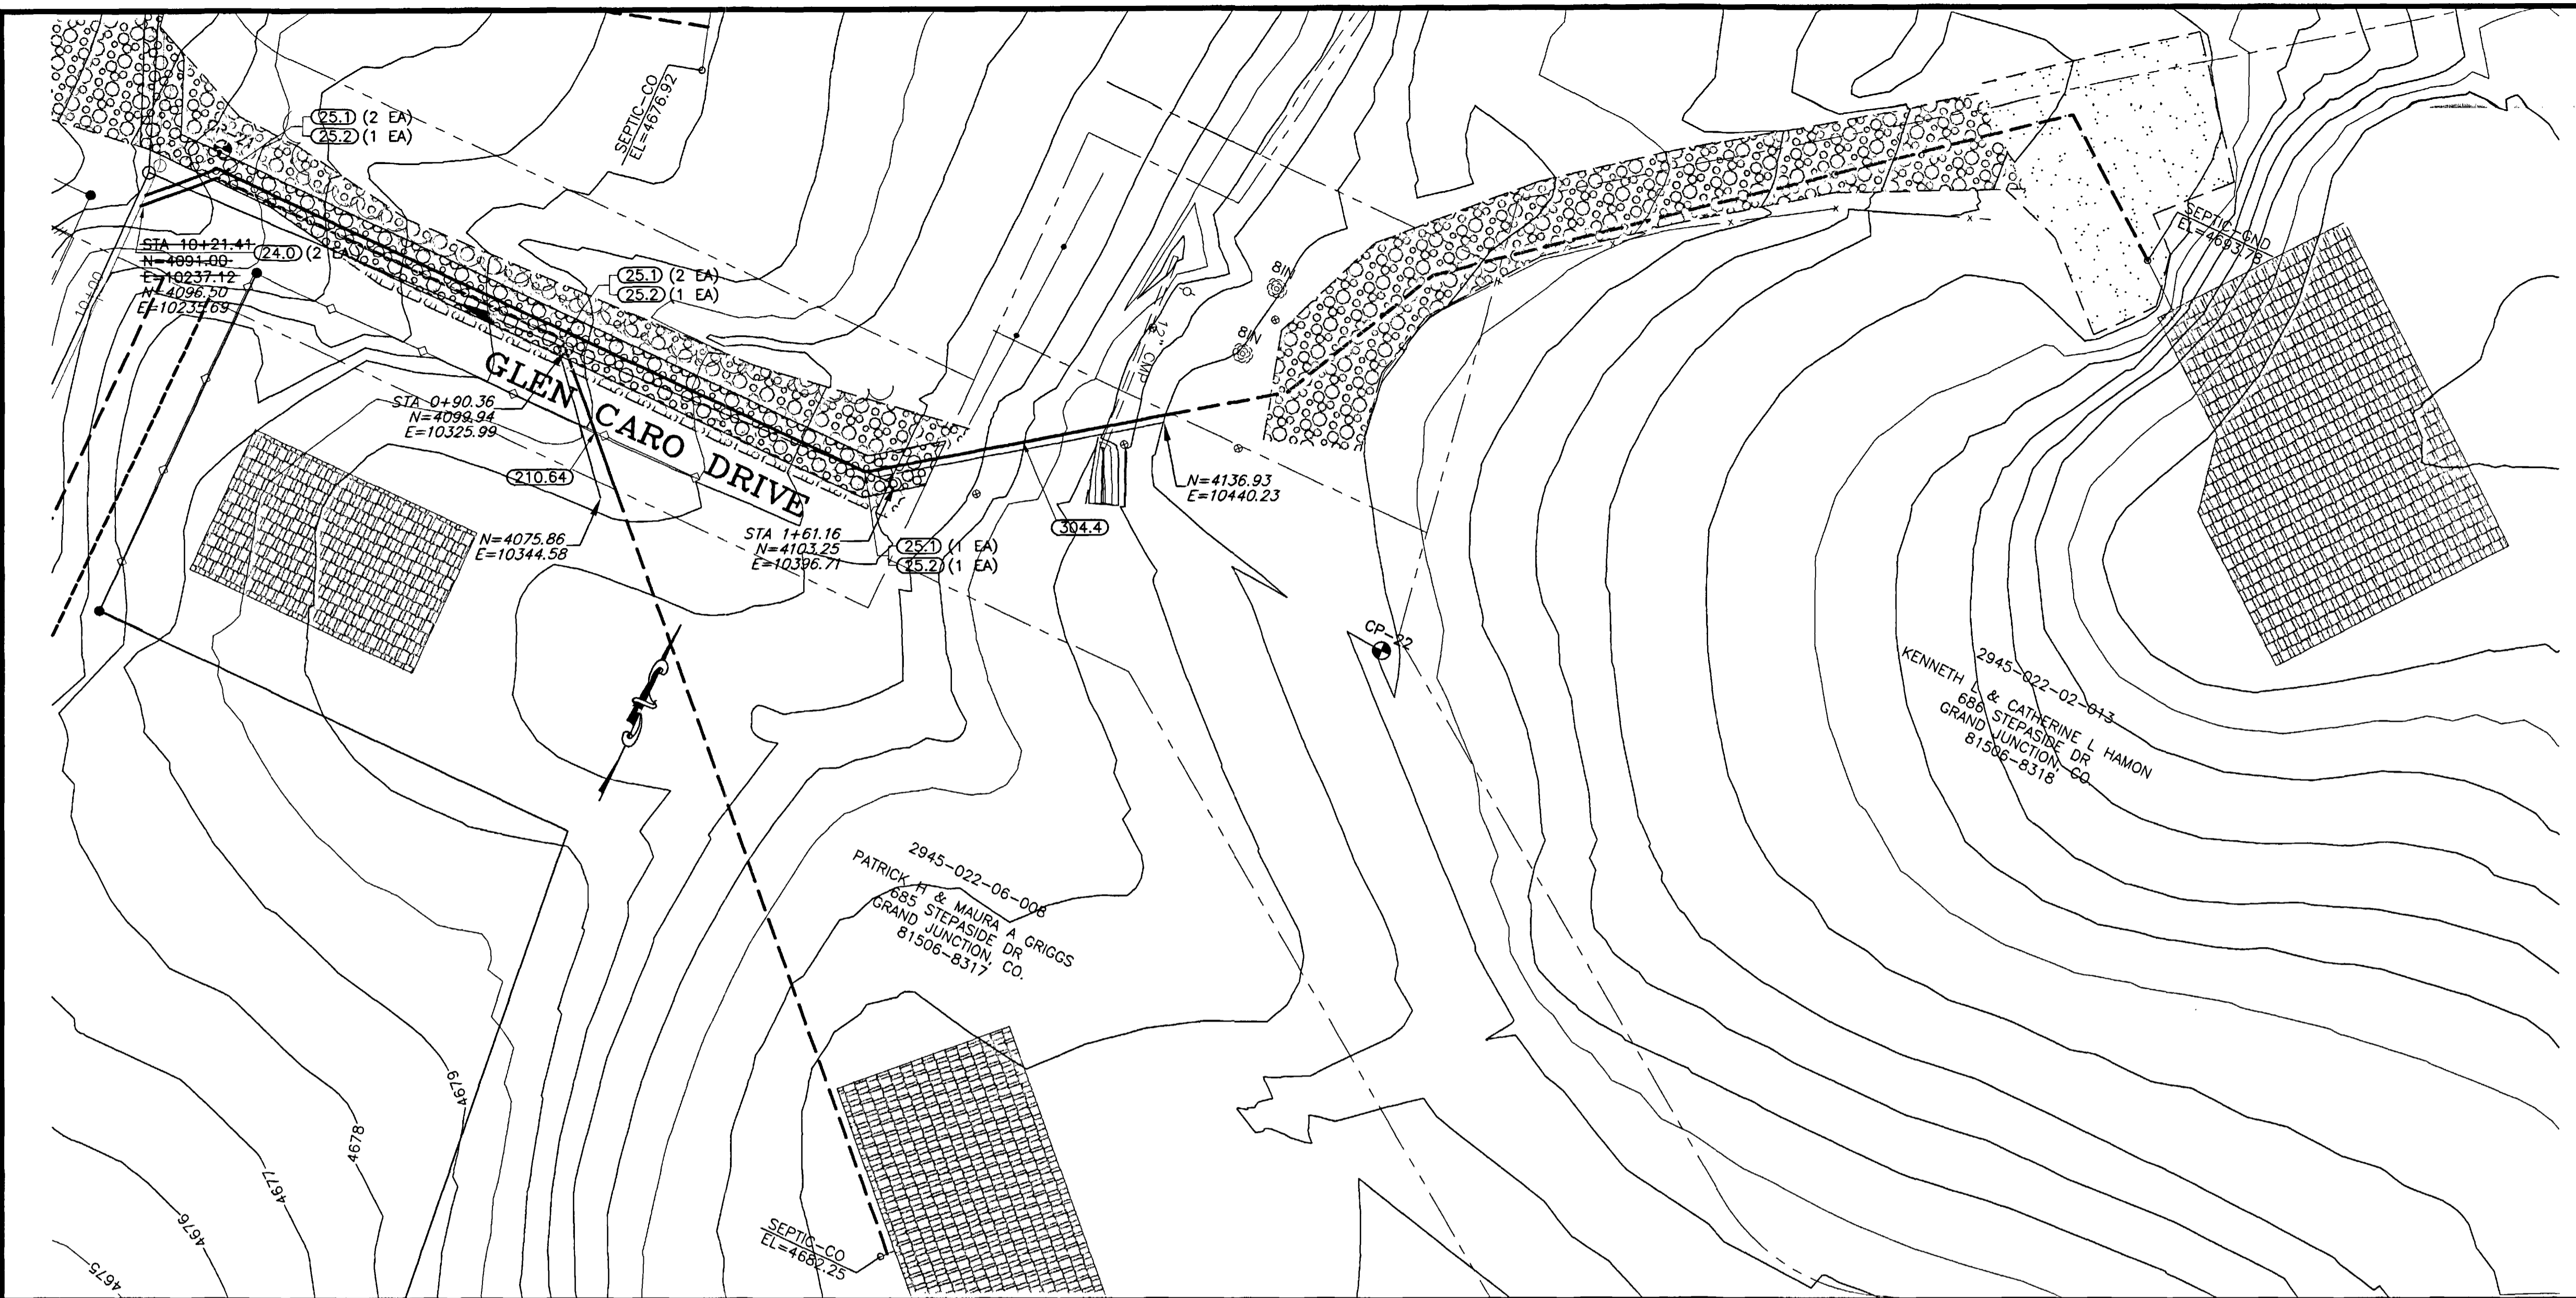 SEPTIC-CO
EL=4676.92
25.1 (2 EA)
25.2 (1 EA)
STA 10+21.41
N=4091.00
E=10237.12
N=4096.50
E=10235.69
24.0 (2 EA)
10+00
25.1 (2 EA)
25.2 (1 EA)
GLEN CARO DRIVE
STA 0+90.36
N=4099.94
E=10325.99
210.64
N=4075.86
E=10344.58
STA 1+61.16
N=4103.25
E=10396.71
25.1 (1 EA)
25.2 (1 EA)
304.4
12" CMP
8IN
8IN
N=4136.93
E=10440.23
SEPTIC-GND
EL=4693.78
CP-22
2945-022-02-013
KENNETH L & CATHERINE L HAMON
686 STEPASIDE DR
GRAND JUNCTION, CO
81506-8318
2945-022-06-008
PATRICK H & MAURA A GRIGGS
685 STEPASIDE DR
GRAND JUNCTION, CO.
81506-8317
SEPTIC-CO
EL=4682.25
4679
4678
4677
4676
4675